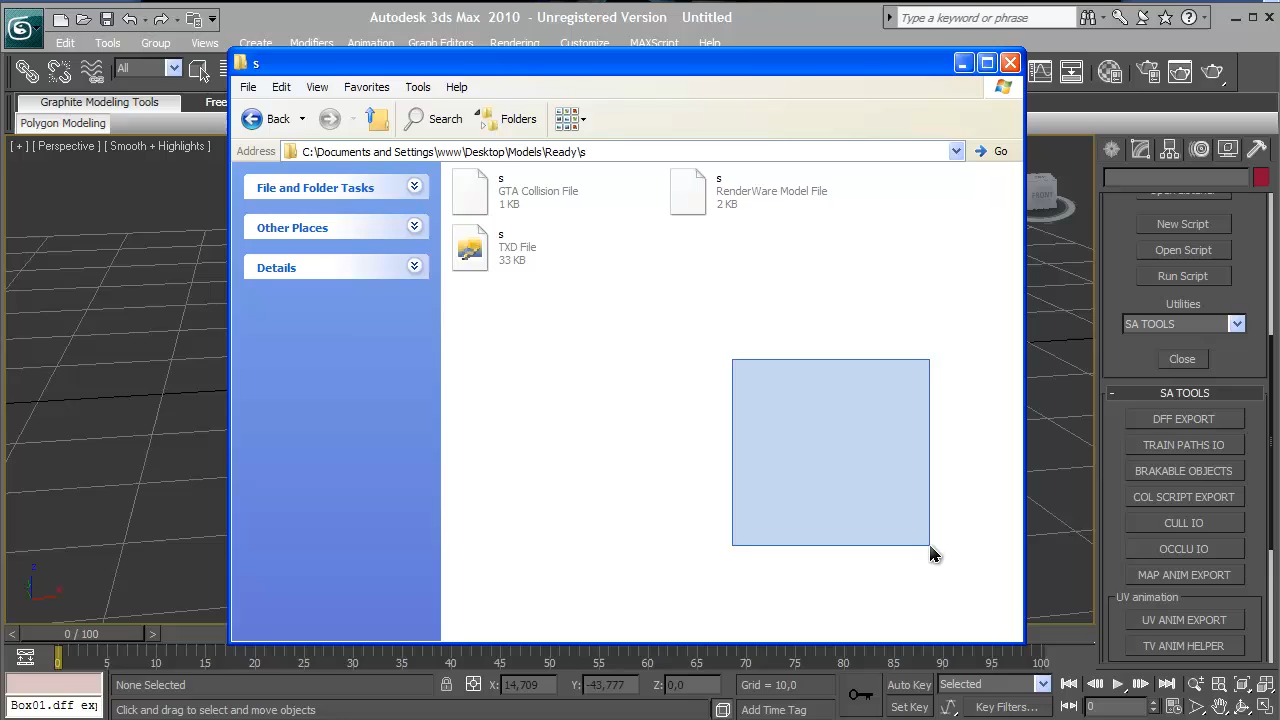 Autodesk 3ds Max 2010 - Unregistered Version Untitled
Type a keyword or phrase
Edit Tools Group Views Create Modifiers Animation Graph Editors Rendering Customize MAXScript Help
All
Graphite Modeling Tools Free
Polygon Modeling
[ + ] [ Perspective ] [ Smooth + Highlights ]
s
File Edit View Favorites Tools Help
Back Search Folders
Address C:\Documents and Settings\www\Desktop\Models\Ready\s Go
File and Folder Tasks
Other Places
Details
s
GTA Collision File
1 KB
s
RenderWare Model File
2 KB
s
TXD File
33 KB
FRONT
New Script
Open Script
Run Script
Utilities
SA TOOLS
Close
- SA TOOLS
DFF EXPORT
TRAIN PATHS IO
BRAKABLE OBJECTS
COL SCRIPT EXPORT
CULL IO
OCCLU IO
MAP ANIM EXPORT
UV animation
UV ANIM EXPORT
TV ANIM HELPER
z
x
< 0 / 100 >
0 5 10 15 20 25 30 35 40 45 50 55 60 65 70 75 80 85 90 95 100
None Selected X: 14,709 Y: -43,777 Z: 0,0 Grid = 10,0 Auto Key Selected
Box01.dff exp Click and drag to select and move objects Add Time Tag Set Key Key Filters... 0